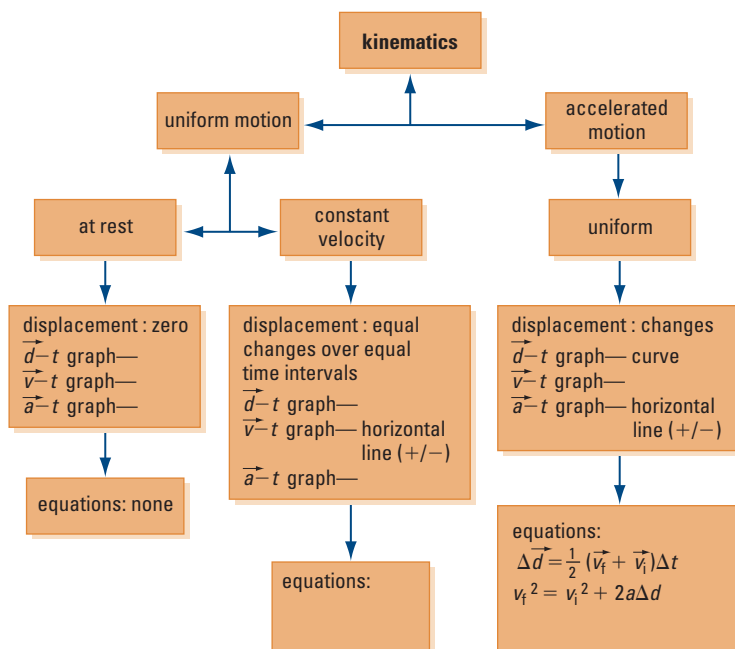 kinematics
uniform motion
accelerated
motion
at rest
constant
velocity
uniform
displacement : zero
d⃗–t graph—
v⃗–t graph—
a⃗–t graph—
displacement : equal
changes over equal
time intervals
d⃗–t graph—
v⃗–t graph— horizontal
line (+/−)
a⃗–t graph—
displacement : changes
d⃗–t graph— curve
v⃗–t graph—
a⃗–t graph— horizontal
line (+/−)
equations: none
equations:
equations:
Δd⃗ = ½ (v⃗f + v⃗i)Δt
vf² = vi² + 2aΔd